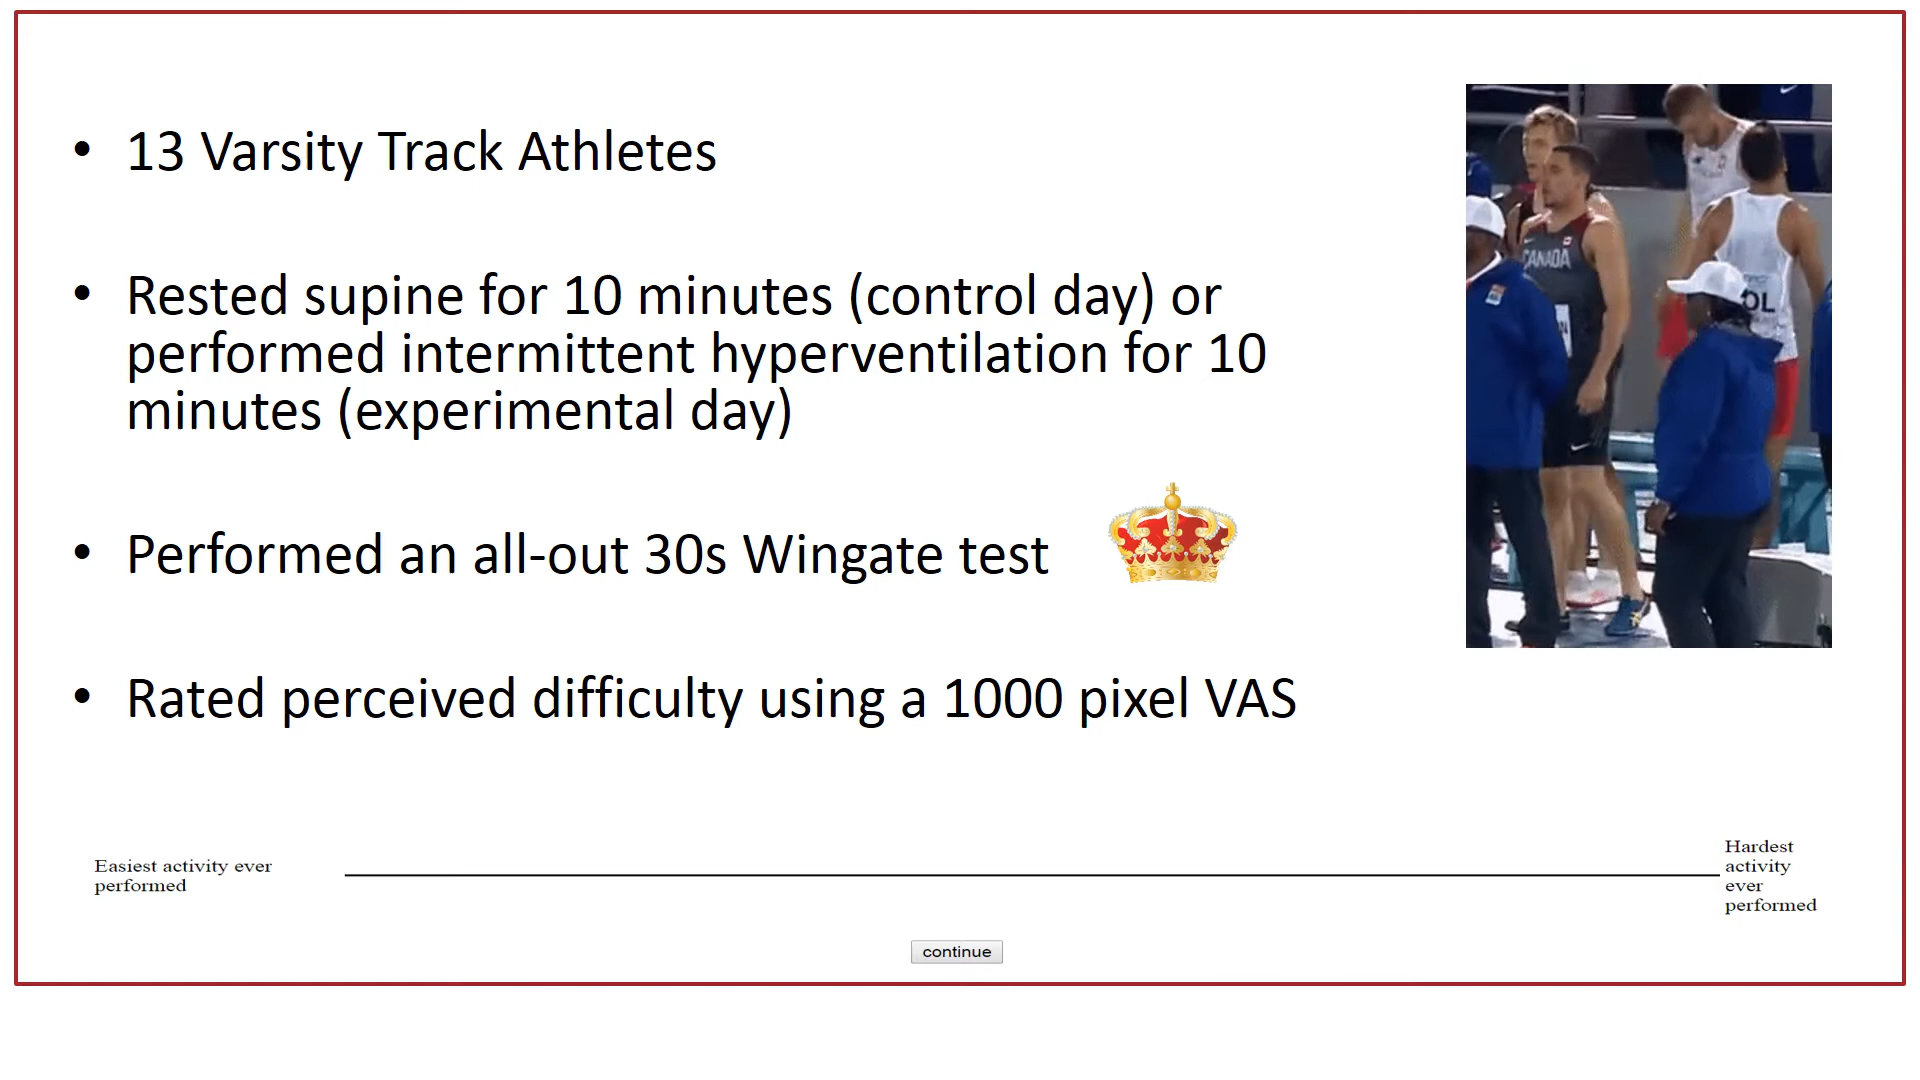 • 13 Varsity Track Athletes
• Rested supine for 10 minutes (control day) or
performed intermittent hyperventilation for 10
minutes (experimental day)
• Performed an all-out 30s Wingate test
• Rated perceived difficulty using a 1000 pixel VAS
CANADA
OL
Easiest activity ever
performed
Hardest
activity
ever
performed
continue